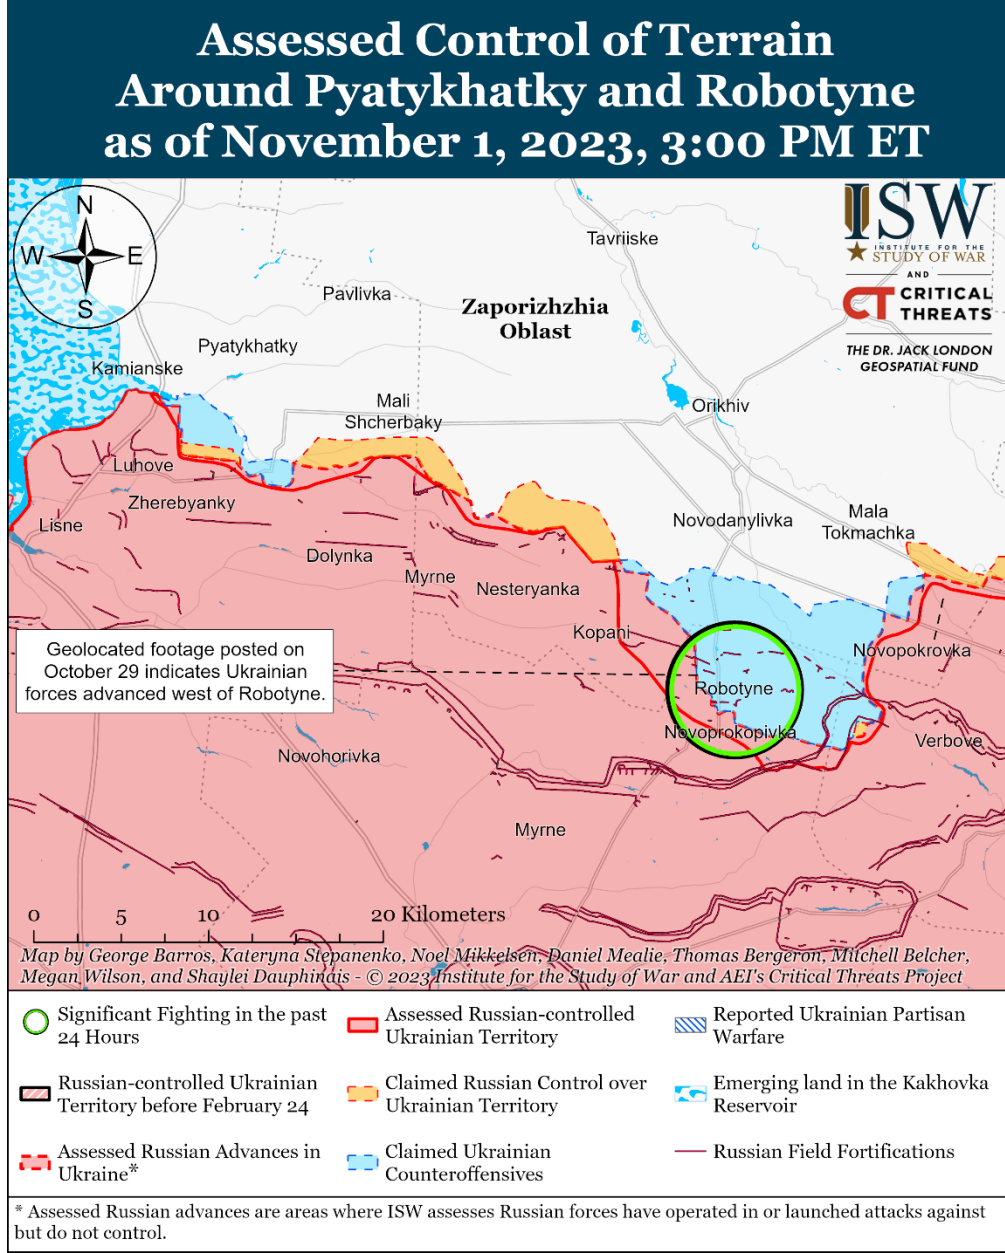 Assessed Control of Terrain
Around Pyatykhatky and Robotyne
as of November 1, 2023, 3:00 PM ET
N
W
E
S
ISW
INSTITUTE FOR THE
STUDY OF WAR
AND
CT CRITICAL
THREATS
THE DR. JACK LONDON
GEOSPATIAL FUND
Tavriiske
Pavlivka
Zaporizhzhia
Oblast
Pyatykhatky
Kamianske
Mali
Shcherbaky
Orikhiv
Luhove
Zherebyanky
Lisne
Novodanylivka
Mala
Tokmachka
Dolynka
Myrne
Nesteryanka
Kopani
Novopokrovka
Geolocated footage posted on
October 29 indicates Ukrainian
forces advanced west of Robotyne.
Robotyne
Novoprokopivka
Verbove
Novohorivka
Myrne
0 5 10 20 Kilometers
Map by George Barros, Kateryna Stepanenko, Noel Mikkelsen, Daniel Mealie, Thomas Bergeron, Mitchell Belcher,
Megan Wilson, and Shaylei Dauphinais - © 2023 Institute for the Study of War and AEI's Critical Threats Project
Significant Fighting in the past
24 Hours
Assessed Russian-controlled
Ukrainian Territory
Reported Ukrainian Partisan
Warfare
Russian-controlled Ukrainian
Territory before February 24
Claimed Russian Control over
Ukrainian Territory
Emerging land in the Kakhovka
Reservoir
Assessed Russian Advances in
Ukraine*
Claimed Ukrainian
Counteroffensives
Russian Field Fortifications
* Assessed Russian advances are areas where ISW assesses Russian forces have operated in or launched attacks against
but do not control.